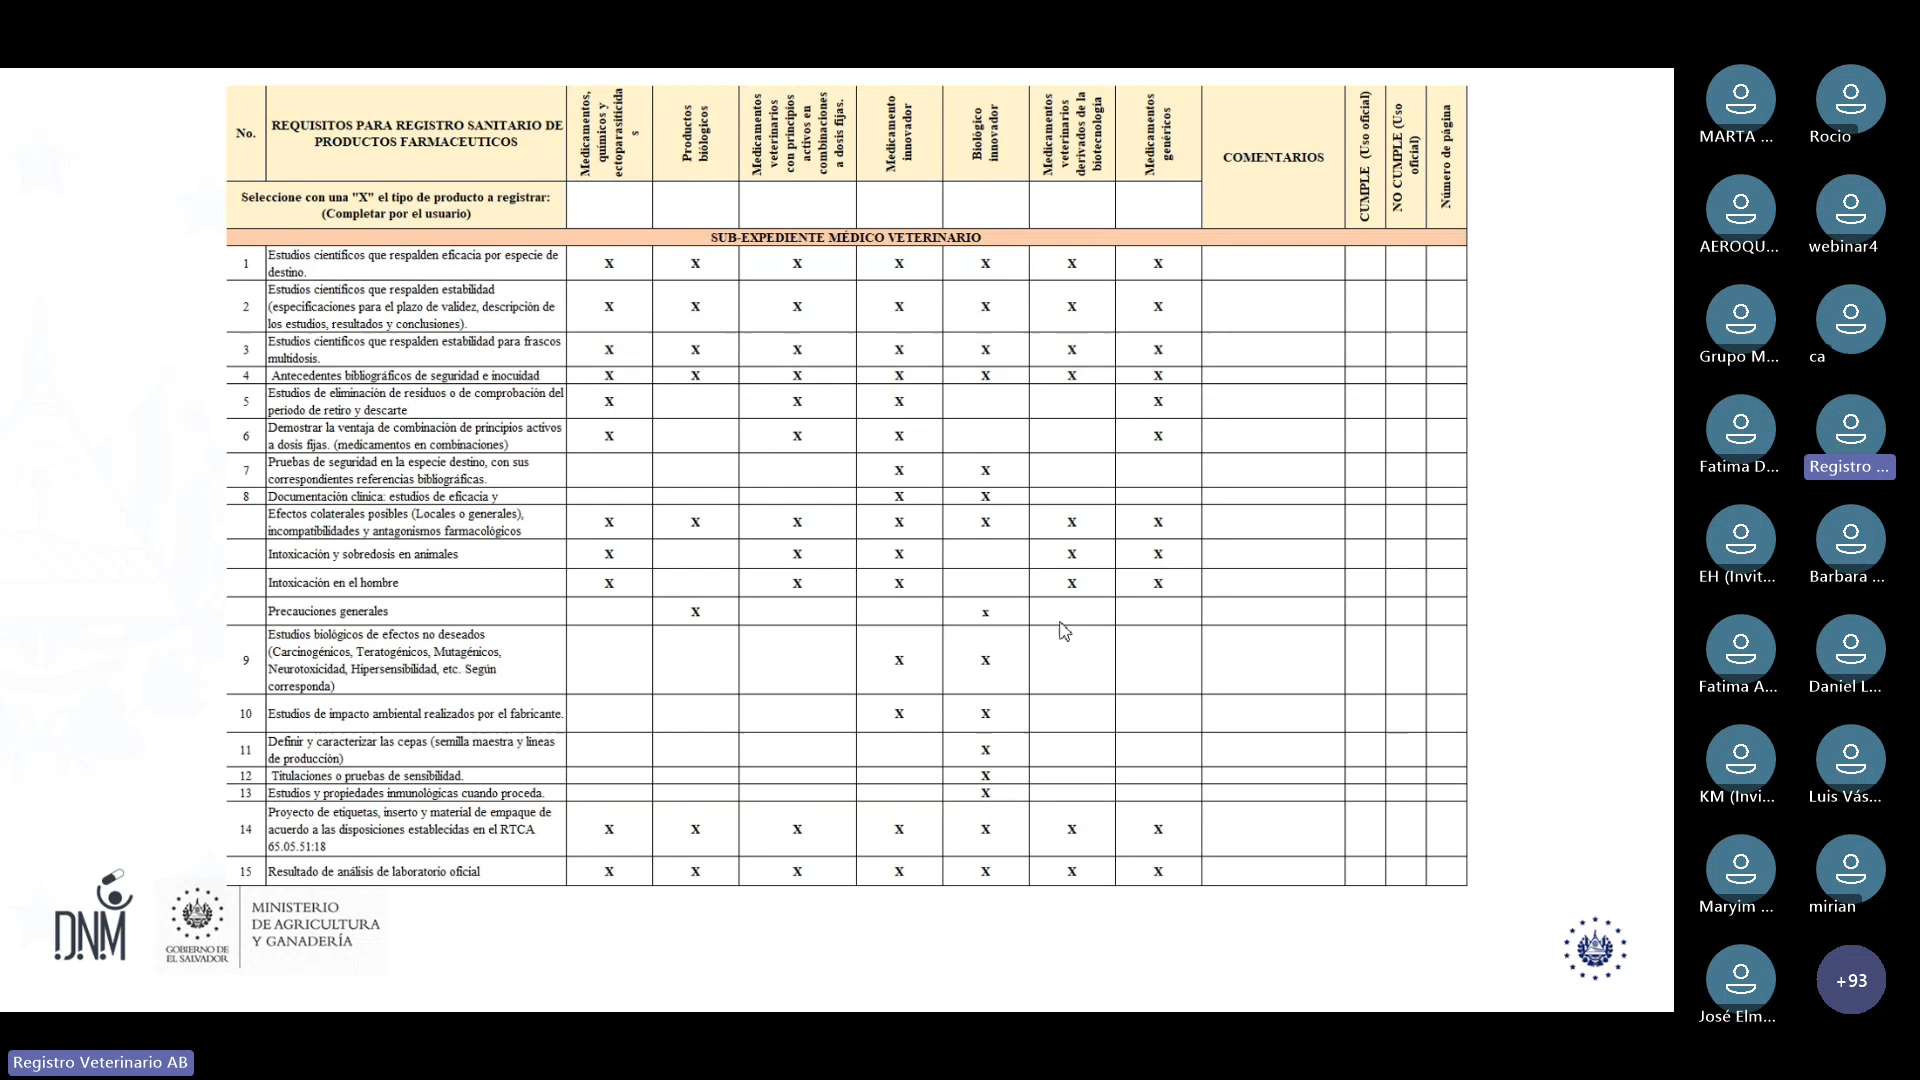 No.
REQUISITOS PARA REGISTRO SANITARIO DE
PRODUCTOS FARMACEUTICOS
Medicamentos,
químicos y
ectoparasiticida
s
Productos
biólogicos
Medicamentos
veterinarios
con principios
activos en
combinaciones
a dosis fijas.
Medicamento
innovador
Biológico
innovador
Medicamentos
veterinarios
derivados de la
biotecnología
Medicamentos
genéricos
COMENTARIOS
CUMPLE (Uso oficial)
NO CUMPLE (Uso
oficial)
Número de página
Seleccione con una "X" el tipo de producto a registrar:
(Completar por el usuario)
SUB-EXPEDIENTE MÉDICO VETERINARIO
1 Estudios científicos que respalden eficacia por especie de
destino.
X X X X X X X
2 Estudios científicos que respalden estabilidad
(especificaciones para el plazo de validez, descripción de
los estudios, resultados y conclusiones).
X X X X X X X
3 Estudios científicos que respalden estabilidad para frascos
multidosis.
X X X X X X X
4 Antecedentes bibliográficos de seguridad e inocuidad X X X X X X X
5 Estudios de eliminación de residuos o de comprobación del
periodo de retiro y descarte
X X X X
6 Demostrar la ventaja de combinación de principios activos
a dosis fijas. (medicamentos en combinaciones)
X X X X
7 Pruebas de seguridad en la especie destino, con sus
correspondientes referencias bibliográficas.
X X
8 Documentación clínica: estudios de eficacia y X X
Efectos colaterales posibles (Locales o generales),
incompatibilidades y antagonismos farmacológicos
X X X X X X X
Intoxicación y sobredosis en animales X X X X X
Intoxicación en el hombre X X X X X
Precauciones generales X x
9 Estudios biológicos de efectos no deseados
(Carcinogénicos, Teratogénicos, Mutagénicos,
Neurotoxicidad, Hipersensibilidad, etc. Según
corresponda)
X X
10 Estudios de impacto ambiental realizados por el fabricante. X X
11 Definir y caracterizar las cepas (semilla maestra y lineas
de producción)
X
12 Titulaciones o pruebas de sensibilidad. X
13 Estudios y propiedades inmunológicas cuando proceda. X
14 Proyecto de etiquetas, inserto y material de empaque de
acuerdo a las disposiciones establecidas en el RTCA
65.05.51:18
X X X X X X X
15 Resultado de análisis de laboratorio oficial X X X X X X X
DNM
GOBIERNO DE
EL SALVADOR
MINISTERIO
DE AGRICULTURA
Y GANADERÍA
MARTA ...
Rocio
AEROQU...
webinar4
Grupo M...
ca
Fatima D...
Registro ...
EH (Invit...
Barbara ...
Fatima A...
Daniel L...
KM (Invi...
Luis Vás...
Maryim ...
mirian
José Elm...
+93
Registro Veterinario AB